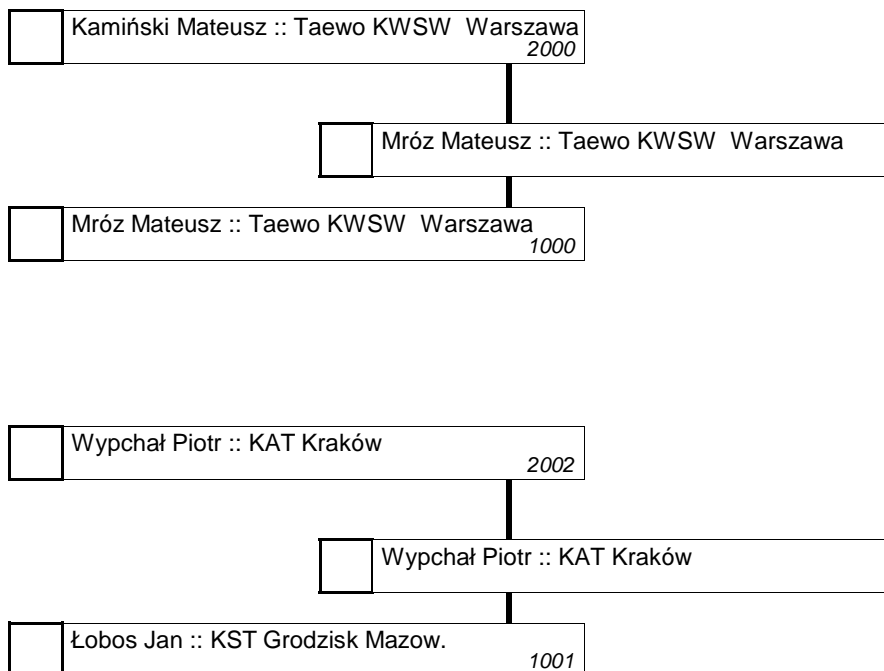 Kamiński Mateusz :: Taewo KWSW  Warszawa
2000
Mróz Mateusz :: Taewo KWSW  Warszawa
Mróz Mateusz :: Taewo KWSW  Warszawa
1000
Wypchał Piotr :: KAT Kraków
2002
Wypchał Piotr :: KAT Kraków
Łobos Jan :: KST Grodzisk Mazow.
1001